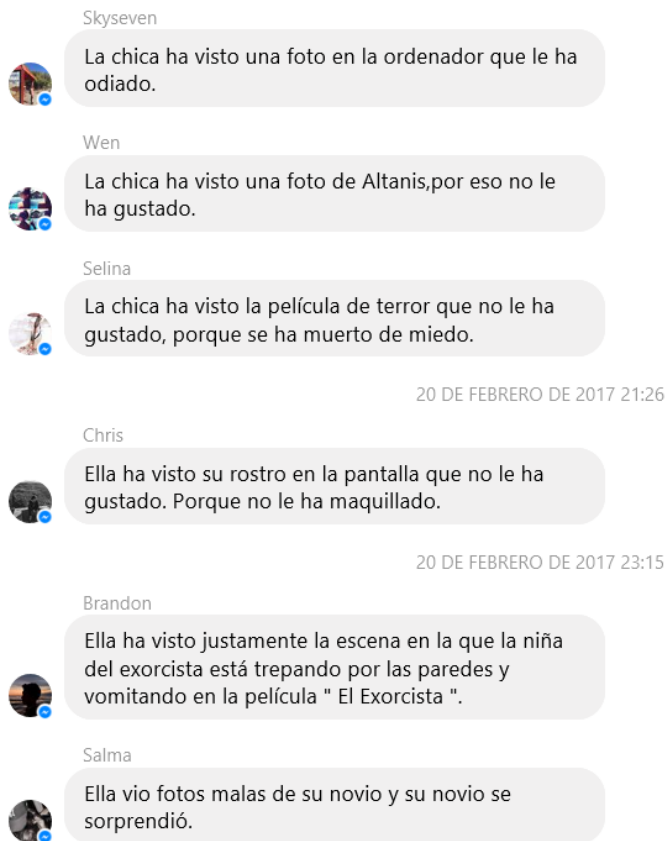 Skyseven
La chica ha visto una foto en la ordenador que le ha
odiado.
Wen
La chica ha visto una foto de Altanis,por eso no le
ha gustado.
Selina
La chica ha visto la película de terror que no le ha
gustado, porque se ha muerto de miedo.
20 DE FEBRERO DE 2017 21:26
Chris
Ella ha visto su rostro en la pantalla que no le ha
gustado. Porque no le ha maquillado.
20 DE FEBRERO DE 2017 23:15
Brandon
Ella ha visto justamente la escena en la que la niña
del exorcista está trepando por las paredes y
vomitando en la película " El Exorcista ".
Salma
Ella vio fotos malas de su novio y su novio se
sorprendió.